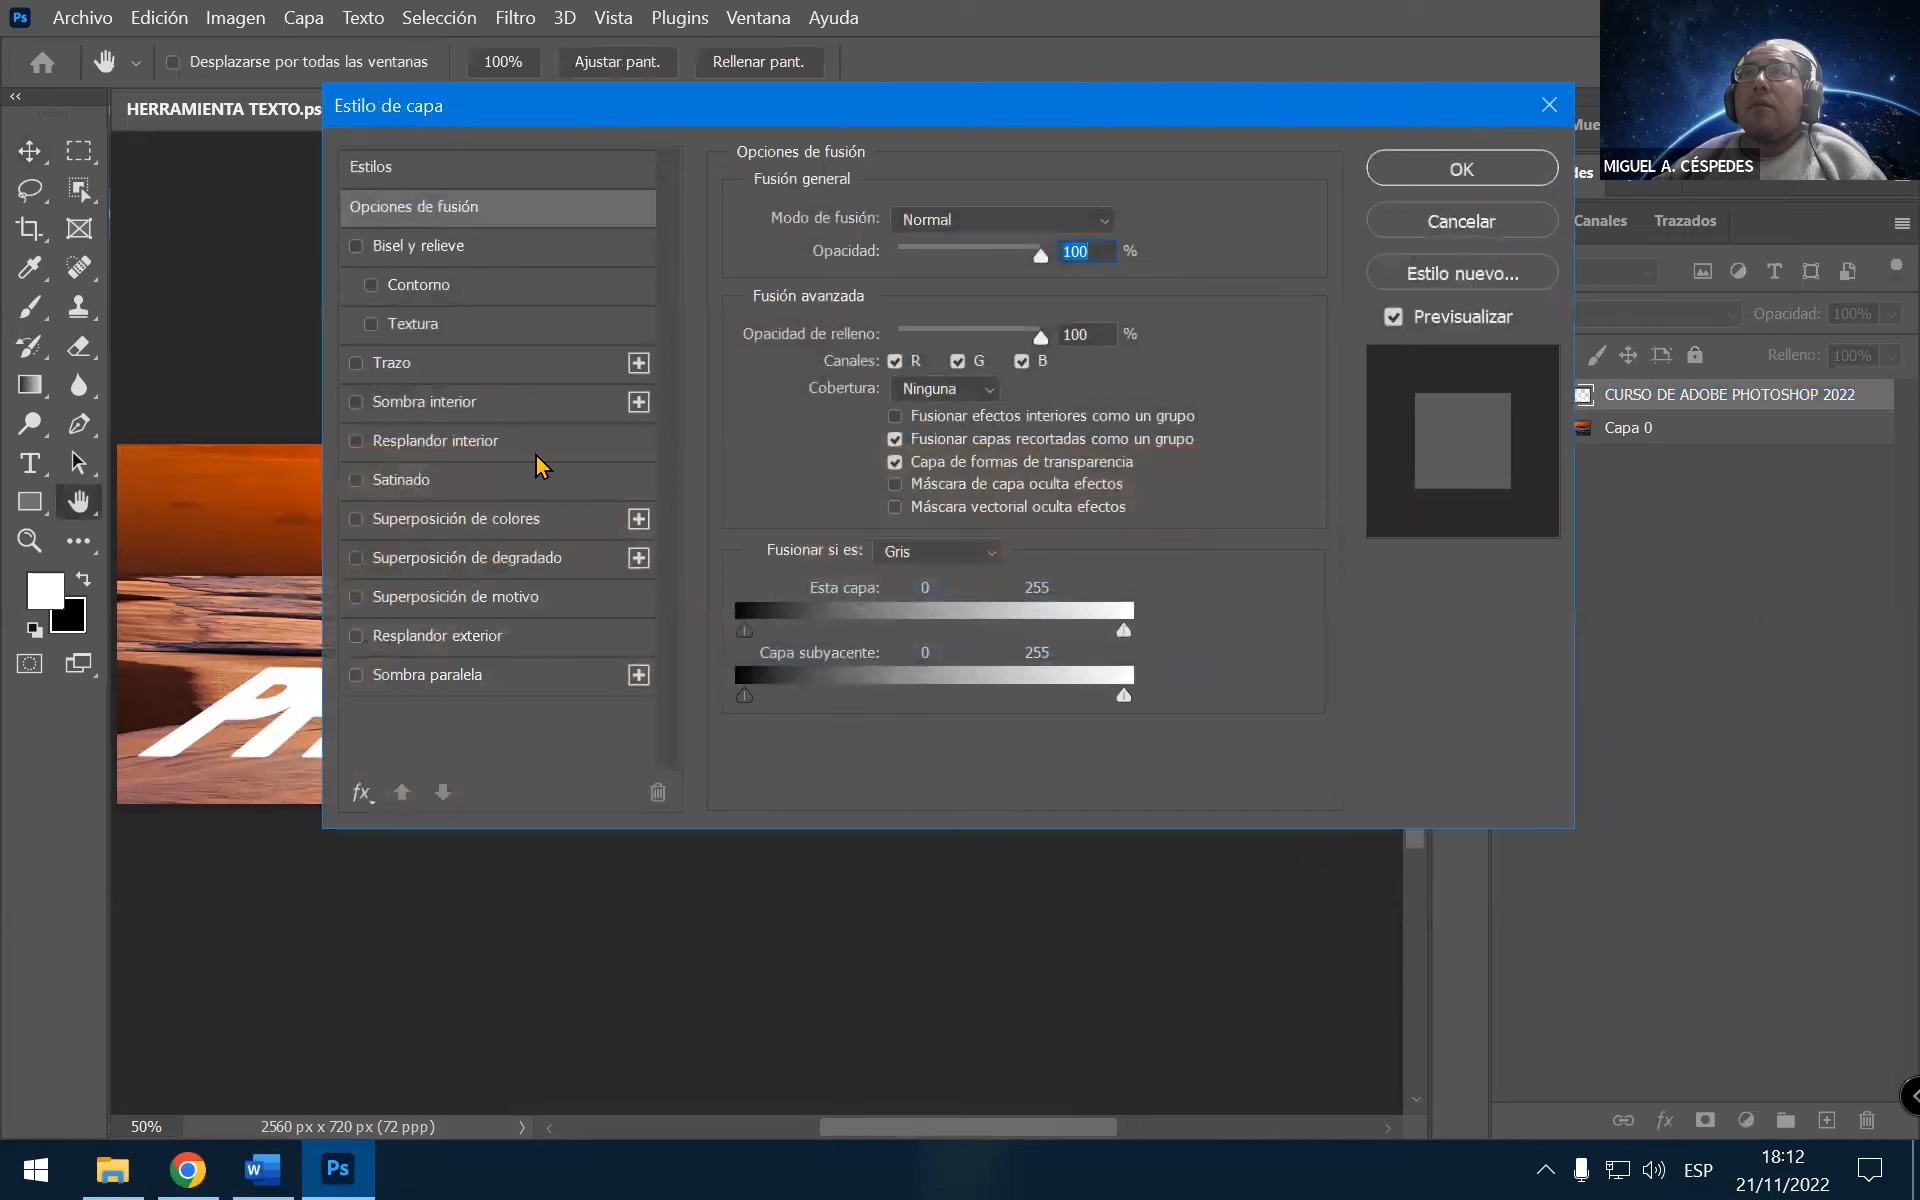 Ps Archivo Edición Imagen Capa Texto Selección Filtro 3D Vista Plugins Ventana Ayuda
Desplazarse por todas las ventanas 100% Ajustar pant. Rellenar pant.
HERRAMIENTA TEXTO.ps
Estilo de capa
MIGUEL A. CÉSPEDES
Estilos
Opciones de fusión
Bisel y relieve
Contorno
Textura
Trazo
Sombra interior
Resplandor interior
Satinado
Superposición de colores
Superposición de degradado
Superposición de motivo
Resplandor exterior
Sombra paralela
fx
Opciones de fusión
Fusión general
Modo de fusión: Normal
Opacidad: 100 %
Fusión avanzada
Opacidad de relleno: 100 %
Canales: R G B
Cobertura: Ninguna
Fusionar efectos interiores como un grupo
Fusionar capas recortadas como un grupo
Capa de formas de transparencia
Máscara de capa oculta efectos
Máscara vectorial oculta efectos
Fusionar si es: Gris
Esta capa: 0 255
Capa subyacente: 0 255
OK
Cancelar
Estilo nuevo...
Previsualizar
Mue
des
Canales Trazados
Opacidad: 100%
Relleno: 100%
CURSO DE ADOBE PHOTOSHOP 2022
Capa 0
fx
50% 2560 px x 720 px (72 ppp)
W Ps
ESP
18:12
21/11/2022